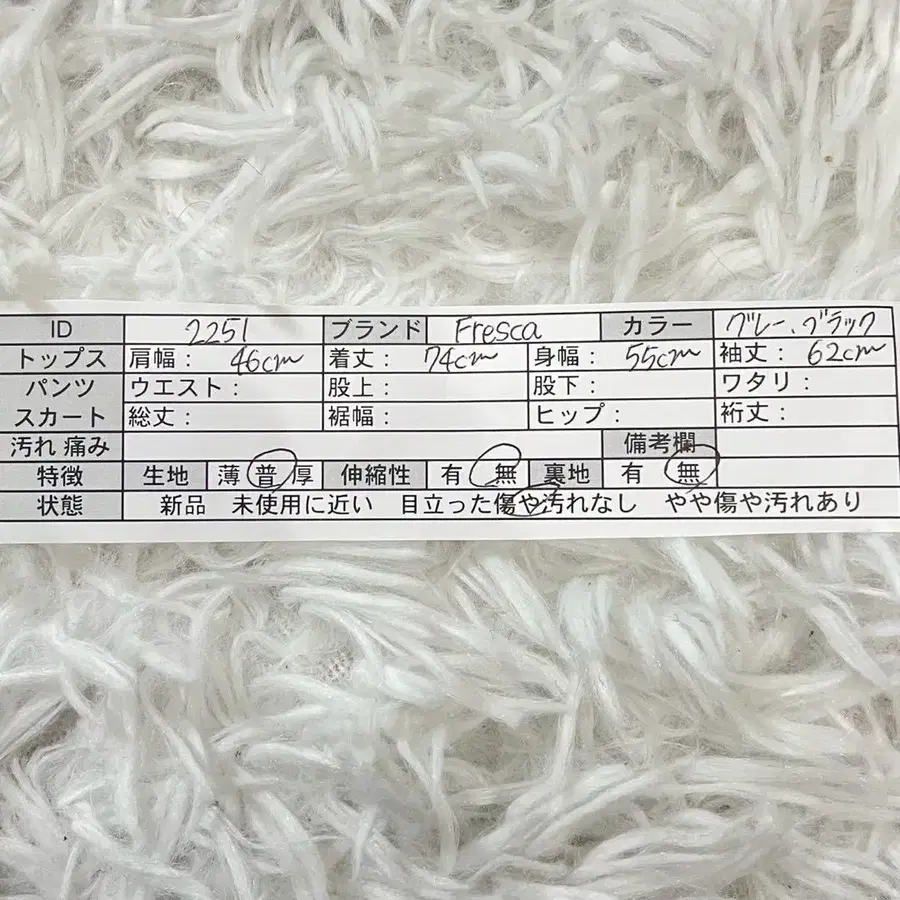 ID 2251 ブランド Fresca カラー グレー、ブラック
トップス 肩幅: 46cm 着丈: 74cm 身幅: 55cm 袖丈: 62cm
パンツ ウエスト: 股上: 股下: ワタリ:
スカート 総丈: 裾幅: ヒップ: 裄丈:
汚れ 痛み 備考欄
特徴 生地 薄 普 厚 伸縮性 有 無 裏地 有 無
状態 新品 未使用に近い 目立った傷や汚れなし やや傷や汚れあり